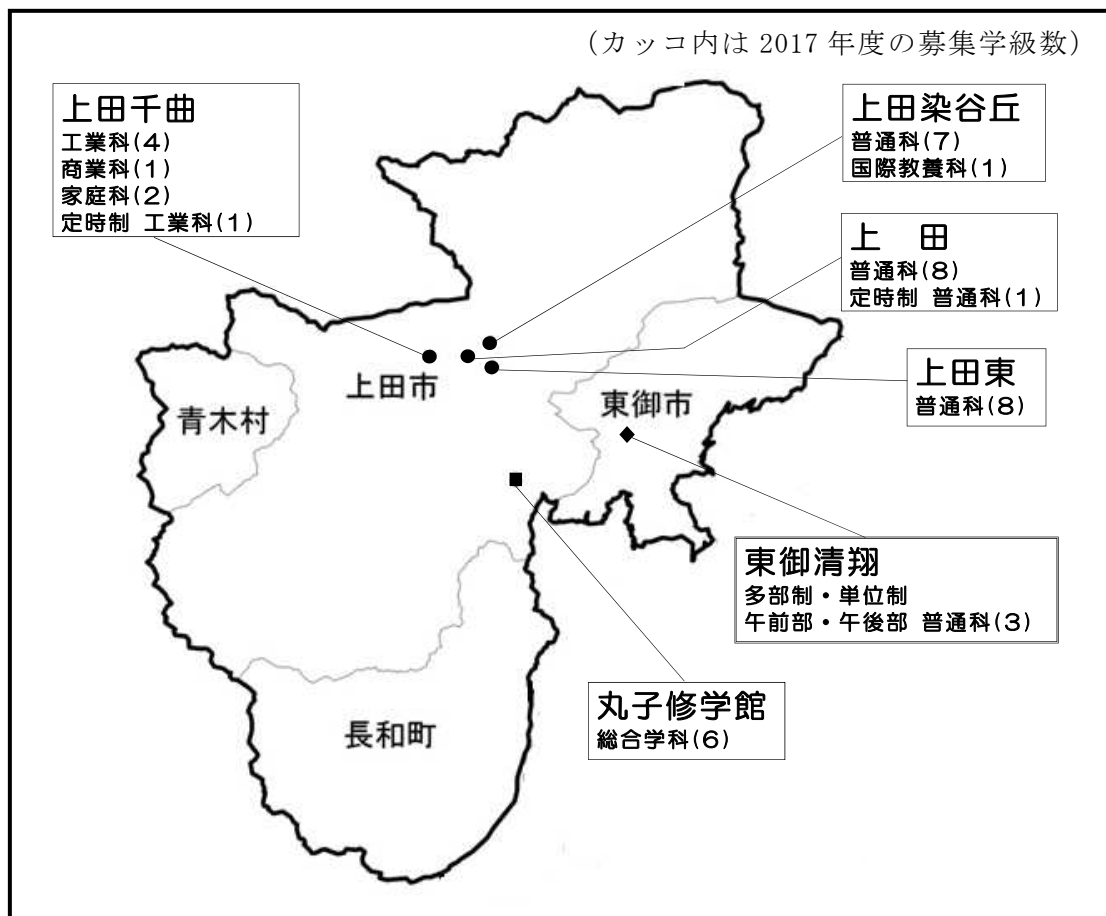 (カッコ内は 2017 年度の募集学級数)
上田千曲
工業科(4)
商業科(1)
家庭科(2)
定時制 工業科(1)
上田染谷丘
普通科(7)
国際教養科(1)
上 田
普通科(8)
定時制 普通科(1)
上田東
普通科(8)
上田市
東御市
青木村
東御清翔
多部制・単位制
午前部・午後部 普通科(3)
丸子修学館
総合学科(6)
長和町